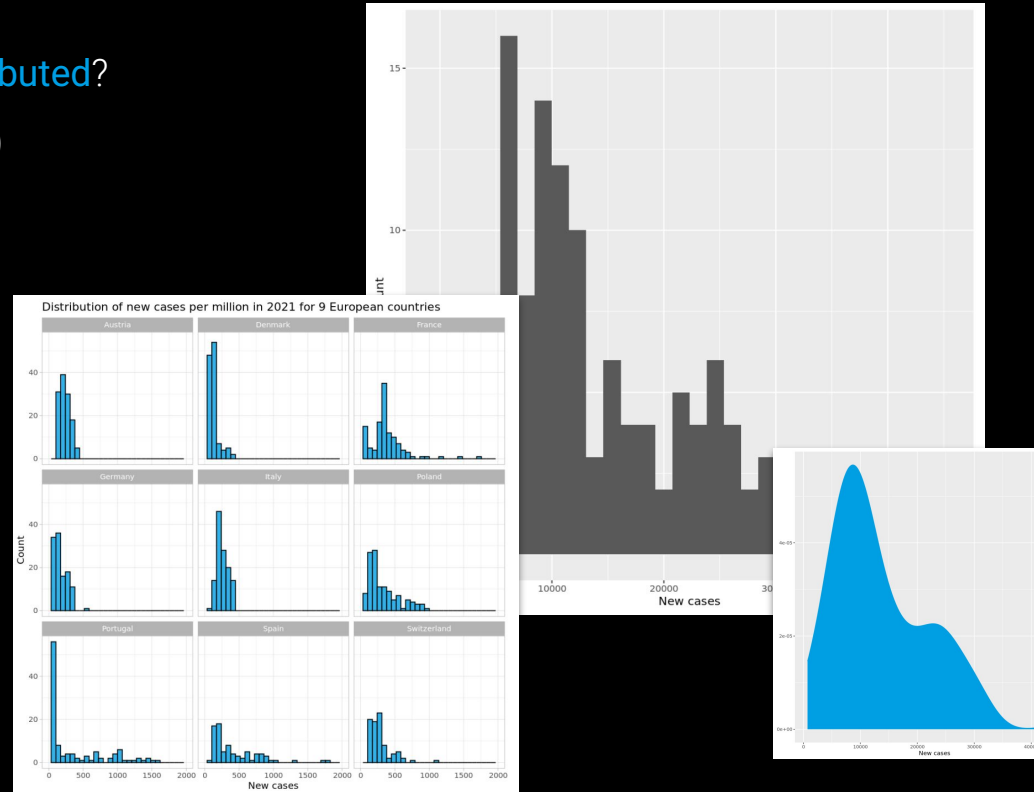 buted?
15
10
unt
10000 20000 30
New cases
Distribution of new cases per million in 2021 for 9 European countries
Austria Denmark France
40
20
0
Germany Italy Poland
40
20
0
Count
Portugal Spain Switzerland
40
20
0
0 500 1000 1500 2000 0 500 1000 1500 2000 0 500 1000 1500 2000
New cases
4e-05
2e-05
0e+00
0 10000 20000 30000 4000
New cases